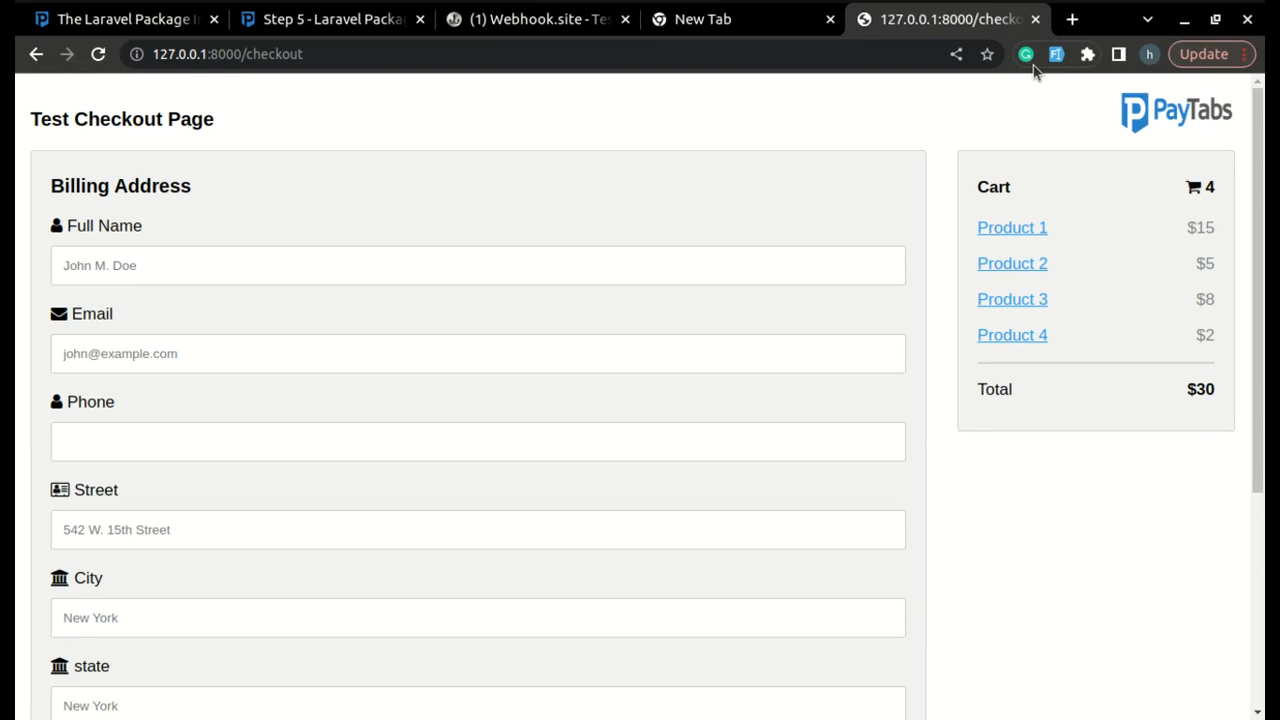 The Laravel Package I
Step 5 - Laravel Packa
(1) Webhook.site - Te
New Tab
127.0.0.1:8000/checko
127.0.0.1:8000/checkout
h
Update
Test Checkout Page
PayTabs
Billing Address
Full Name
John M. Doe
Email
john@example.com
Phone
Street
542 W. 15th Street
City
New York
state
New York
Cart
4
Product 1
$15
Product 2
$5
Product 3
$8
Product 4
$2
Total
$30